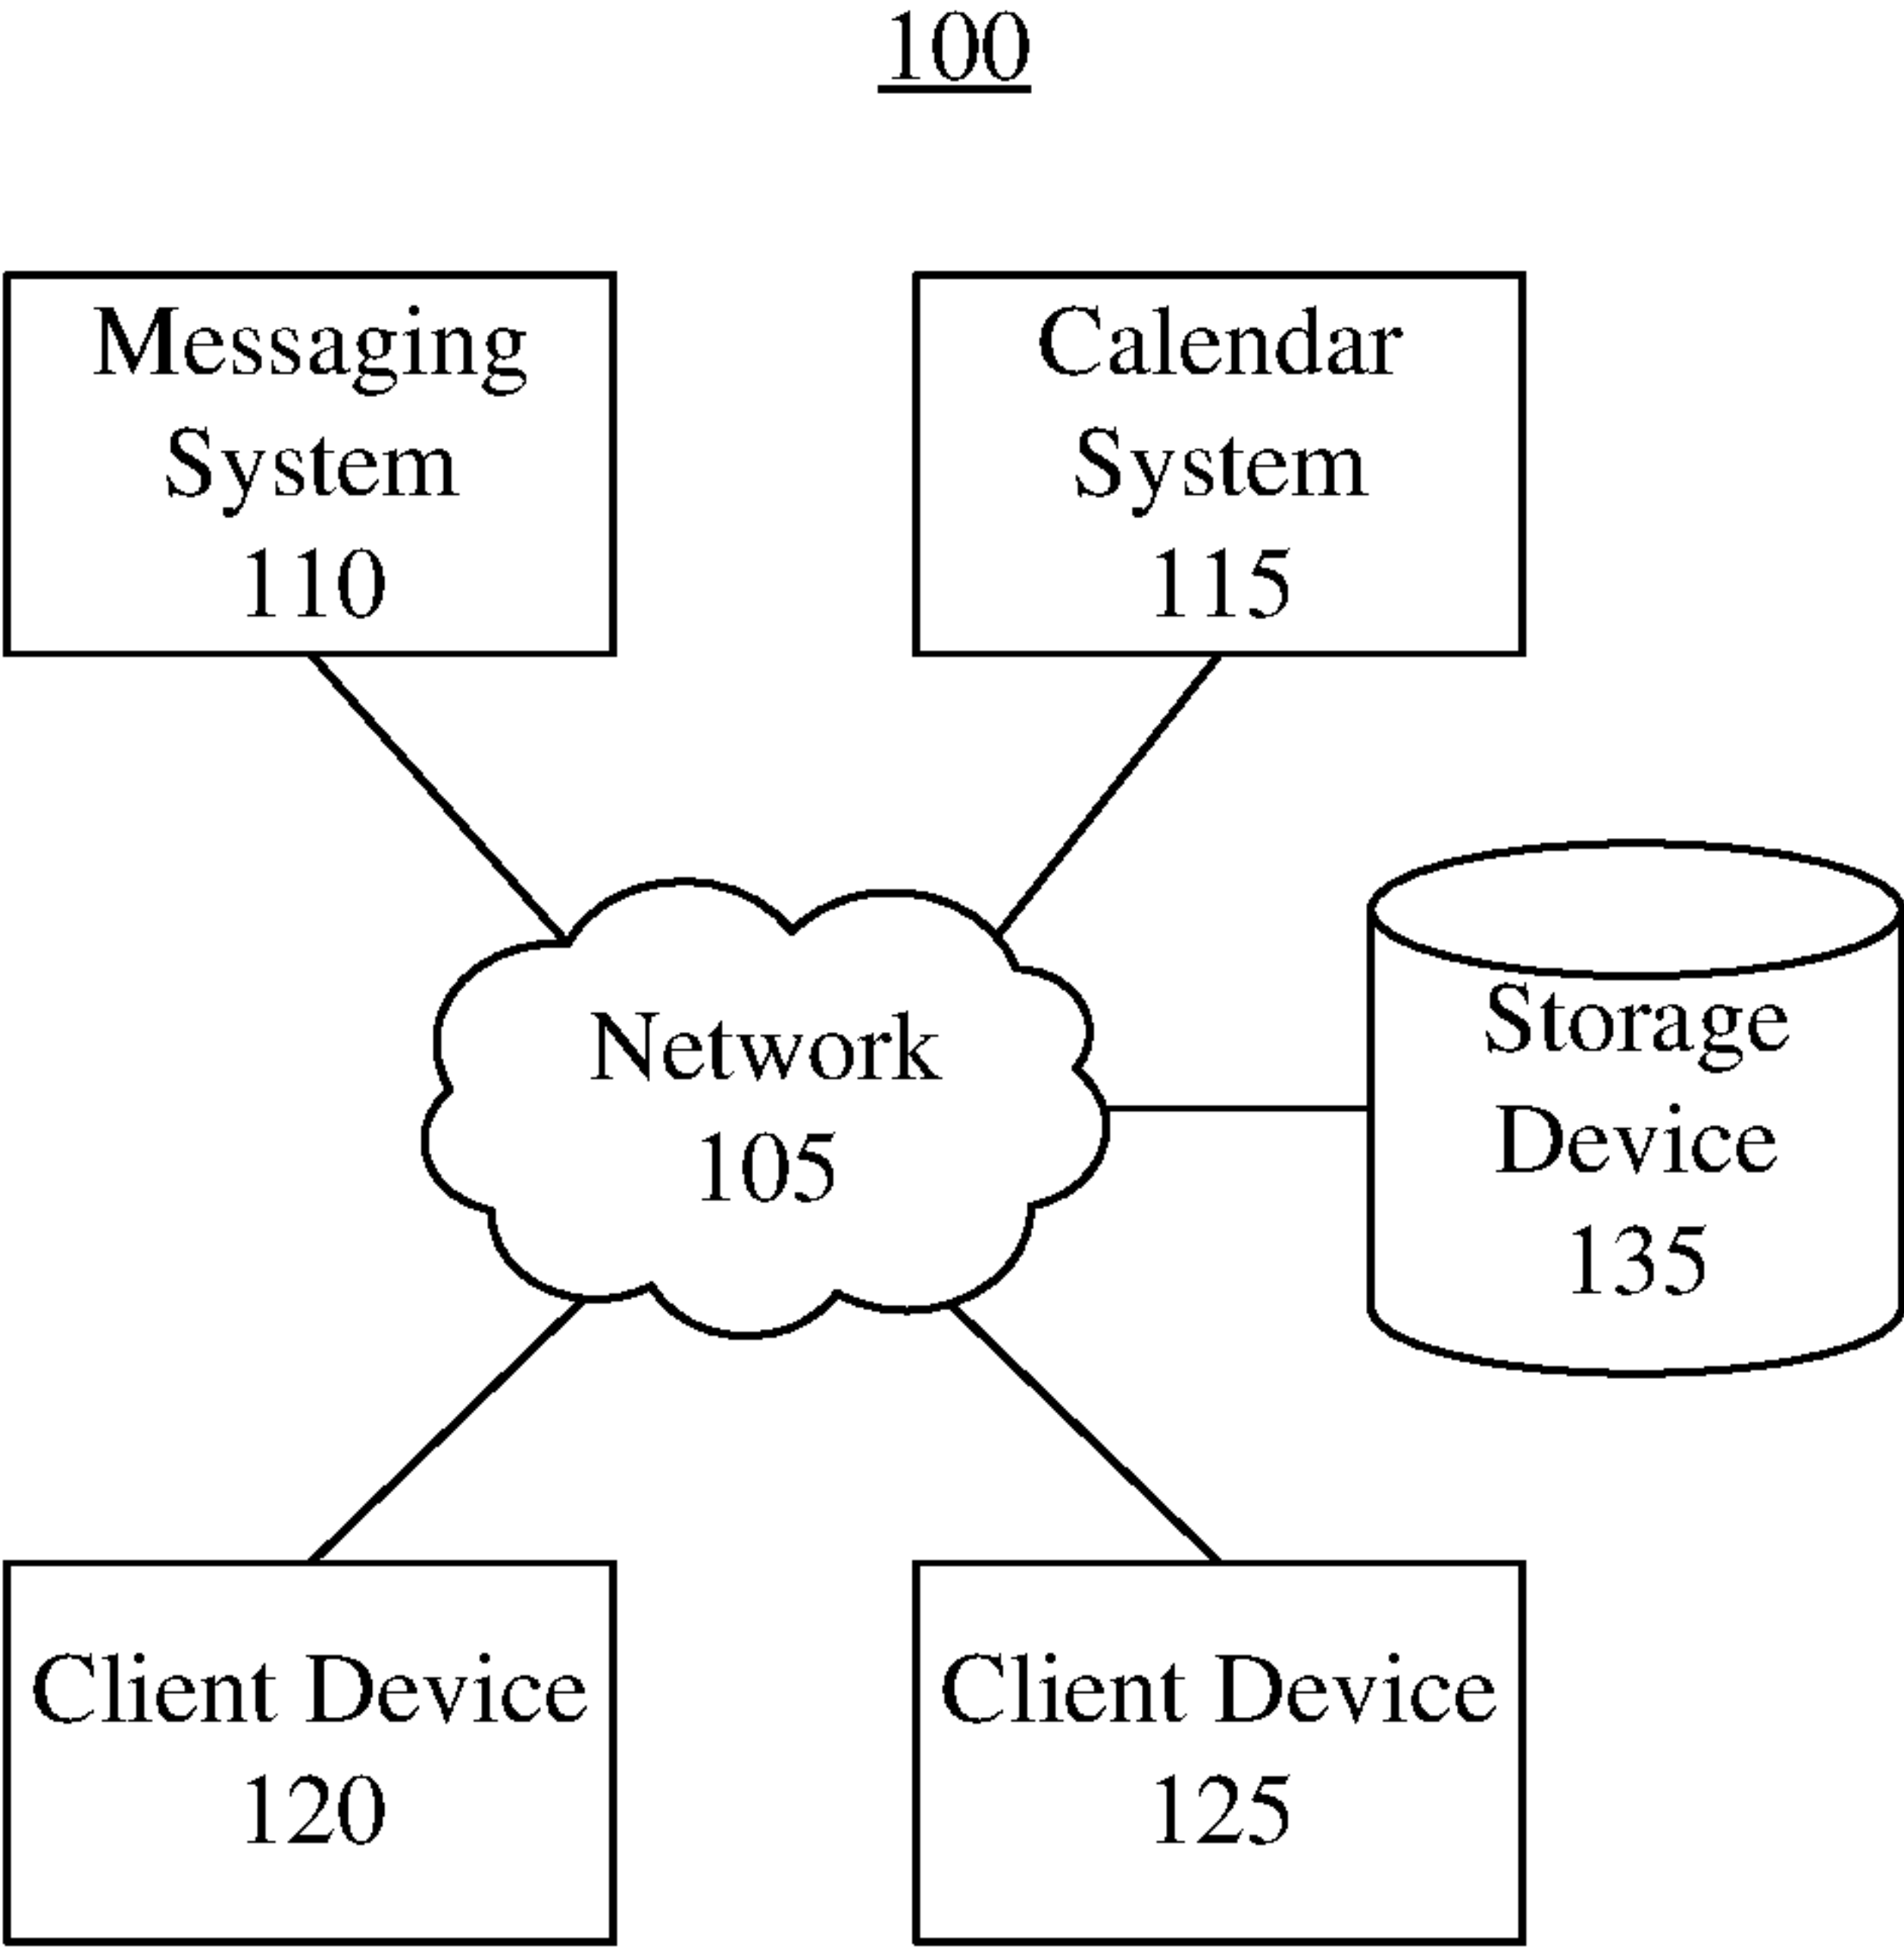 100
Messaging
System
110
Calendar
System
115
Network
105
Storage
Device
135
Client Device
120
Client Device
125